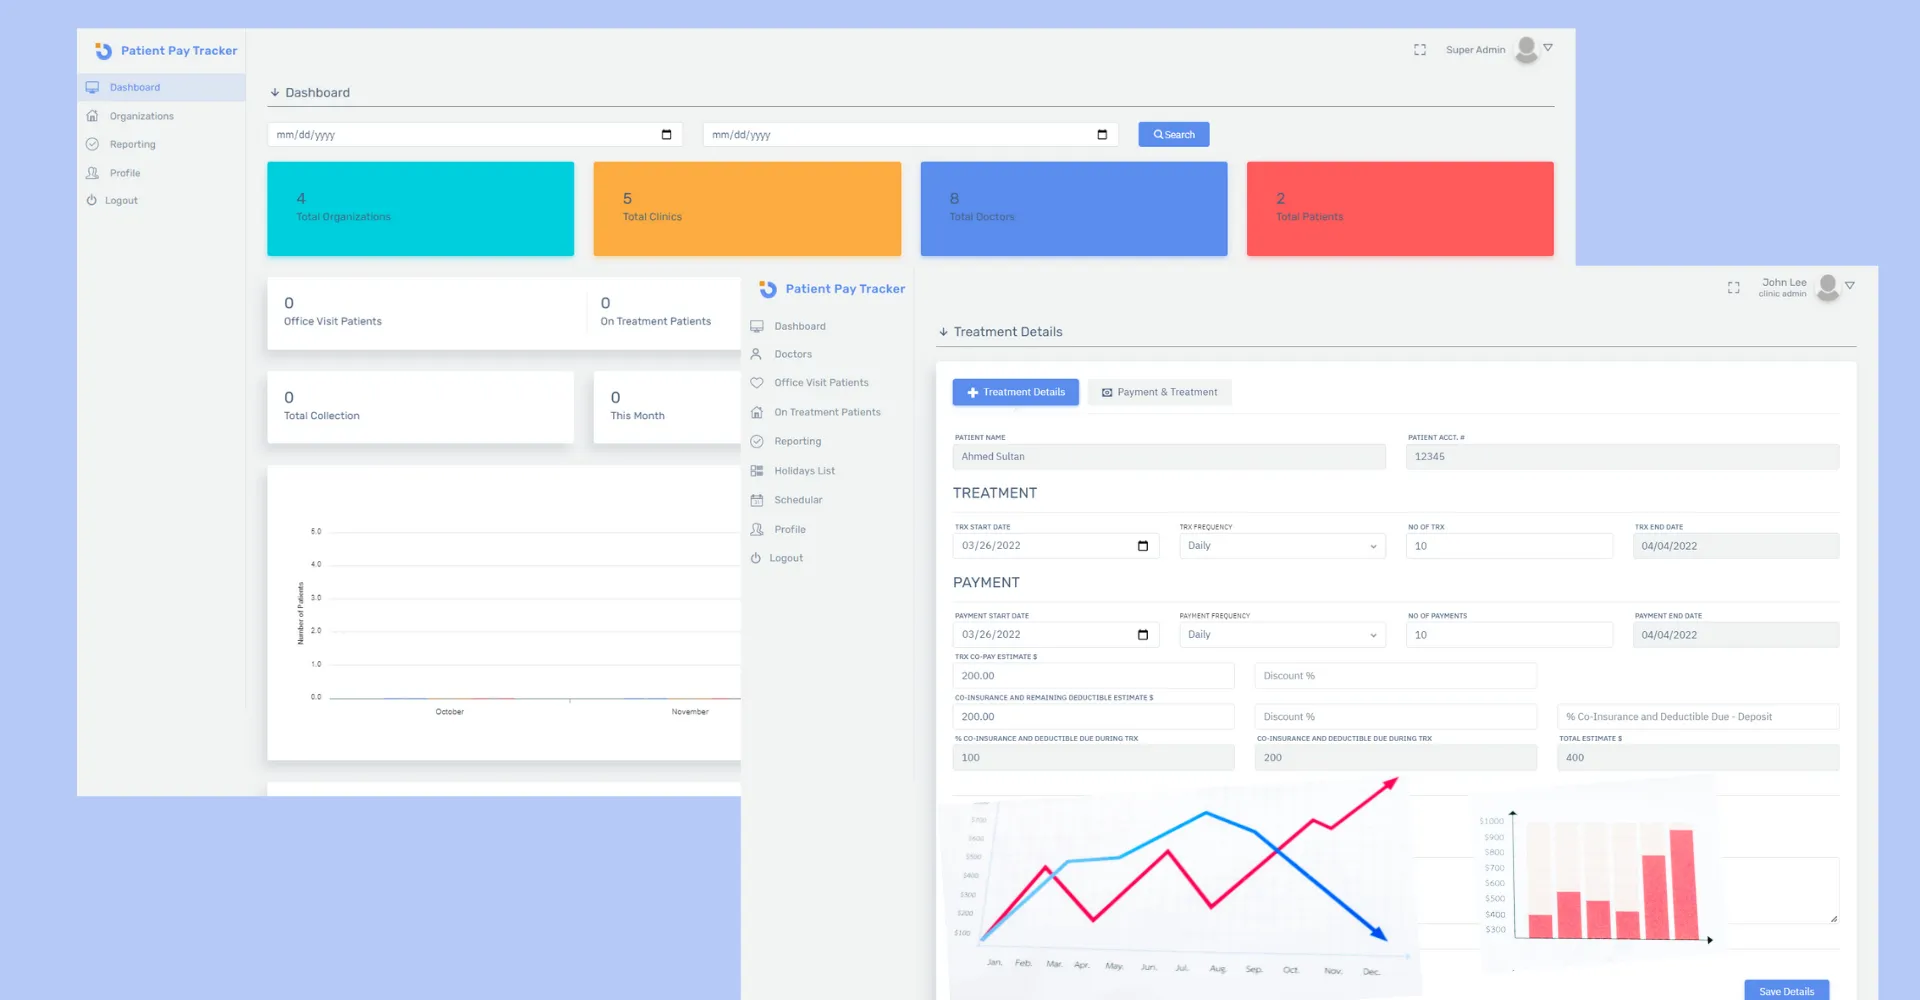 Patient Pay Tracker
Super Admin
Dashboard
Organizations
Reporting
Profile
Logout
Dashboard
mm/dd/yyyy
mm/dd/yyyy
Search
4
Total Organizations
5
Total Clinics
8
Total Doctors
2
Total Patients
0
Office Visit Patients
0
On Treatment Patients
0
Total Collection
0
This Month
Number of Patients
5.0
4.0
3.0
2.0
1.0
0.0
October
November
Patient Pay Tracker
John Lee
clinic admin
Dashboard
Doctors
Office Visit Patients
On Treatment Patients
Reporting
Holidays List
Schedular
Profile
Logout
Treatment Details
Treatment Details
Payment & Treatment
PATIENT NAME
PATIENT ACCT. #
Ahmed Sultan
12345
TREATMENT
TRX START DATE
TRX FREQUENCY
NO OF TRX
TRX END DATE
03/26/2022
Daily
10
04/04/2022
PAYMENT
PAYMENT START DATE
PAYMENT FREQUENCY
NO OF PAYMENTS
PAYMENT END DATE
03/26/2022
Daily
10
04/04/2022
TRX CO-PAY ESTIMATE $
200.00
Discount %
CO-INSURANCE AND REMAINING DEDUCTIBLE ESTIMATE $
200.00
Discount %
% Co-Insurance and Deductible Due - Deposit
% CO-INSURANCE AND DEDUCTIBLE DUE DURING TRX
CO-INSURANCE AND DEDUCTIBLE DUE DURING TRX
TOTAL ESTIMATE $
100
200
400
$700
$600
$500
$400
$300
$200
$100
Jan. Feb. Mar. Apr. May. Jun. Jul. Aug. Sep. Oct. Nov. Dec.
$1000
$900
$800
$700
$600
$500
$400
$300
Save Details